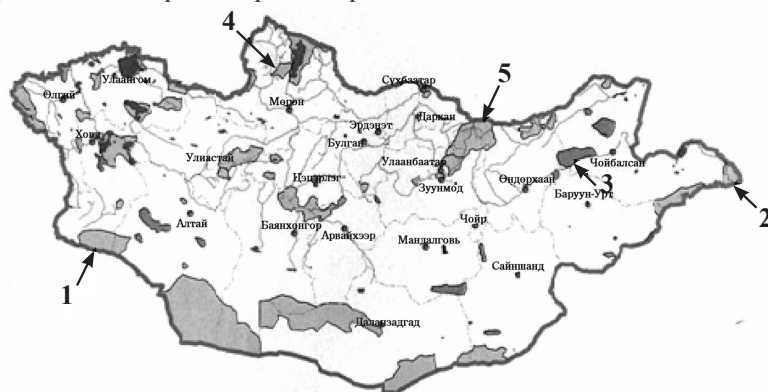 4
Сүхбаатар
5
Улаангом
Өлгий
Мөрөн
Дархан
Эрдэнэт
Ховд
Булган
Чойбалсан
Улиастай
Улаанбаатар
Цэцэрлэг
Зуунмод
Өндөрхаан
3
Баруун-Урт
2
Алтай
Чойр
Баянхонгор
Арвайхээр
Мандалговь
1
Сайншанд
Даланзадгад